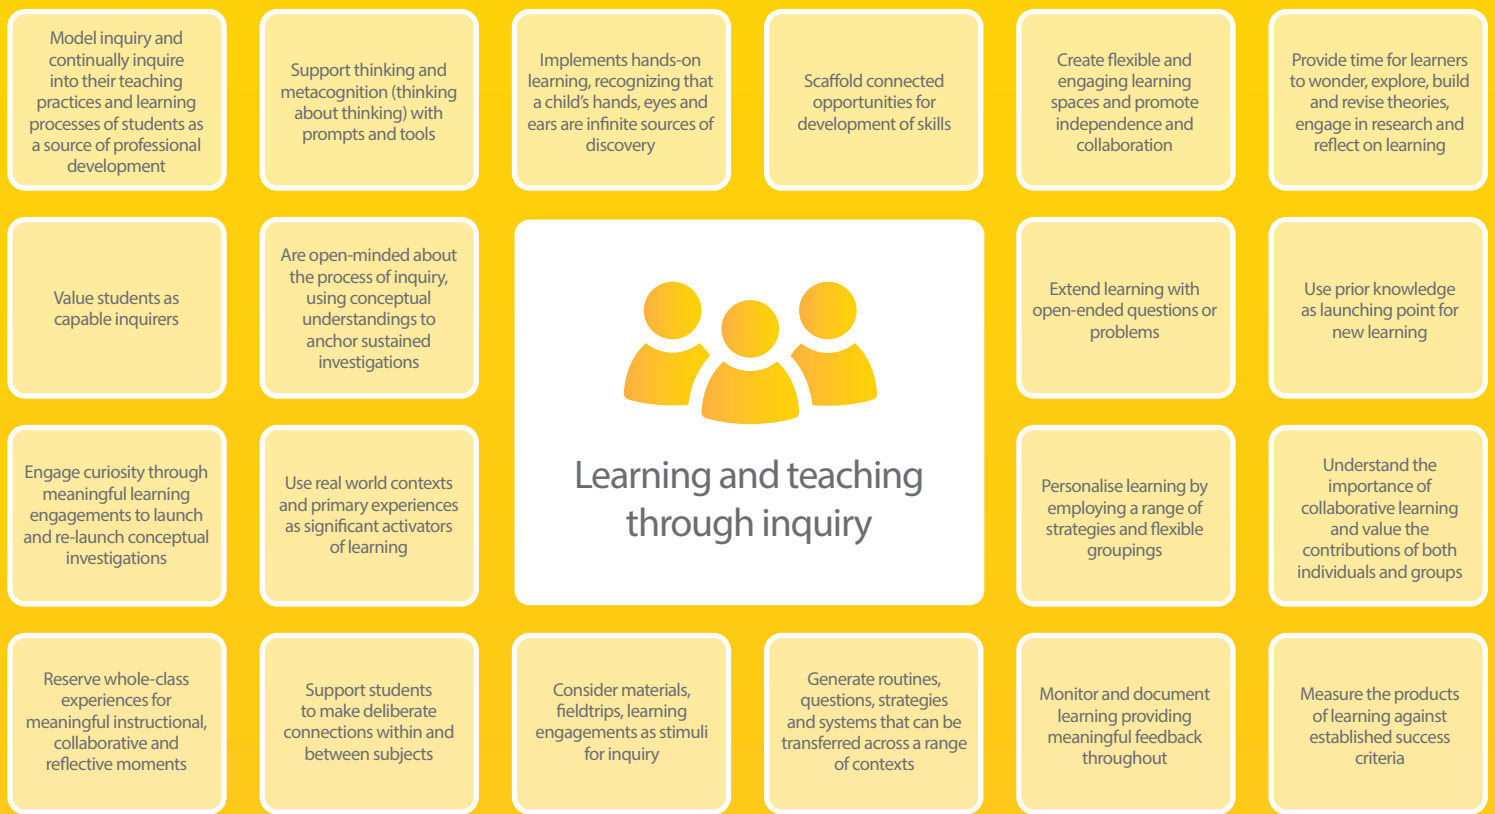 Model inquiry and
continually inquire
into their teaching
practices and learning
processes of students as
a source of professional
development
Support thinking and
metacognition (thinking
about thinking) with
prompts and tools
Implements hands-on
learning, recognizing that
a child's hands, eyes and
ears are infinite sources of
discovery
Scaffold connected
opportunities for
development of skills
Create flexible and
engaging learning
spaces and promote
independence and
collaboration
Provide time for learners
to wonder, explore, build
and revise theories,
engage in research and
reflect on learning
Value students as
capable inquirers
Are open-minded about
the process of inquiry,
using conceptual
understandings to
anchor sustained
investigations
Extend learning with
open-ended questions or
problems
Use prior knowledge
as launching point for
new learning
Learning and teaching
through inquiry
Engage curiosity through
meaningful learning
engagements to launch
and re-launch conceptual
investigations
Use real world contexts
and primary experiences
as significant activators
of learning
Personalise learning by
employing a range of
strategies and flexible
groupings
Understand the
importance of
collaborative learning
and value the
contributions of both
individuals and groups
Reserve whole-class
experiences for
meaningful instructional,
collaborative and
reflective moments
Support students
to make deliberate
connections within and
between subjects
Consider materials,
fieldtrips, learning
engagements as stimuli
for inquiry
Generate routines,
questions, strategies
and systems that can be
transferred across a range
of contexts
Monitor and document
learning providing
meaningful feedback
throughout
Measure the products
of learning against
established success
criteria